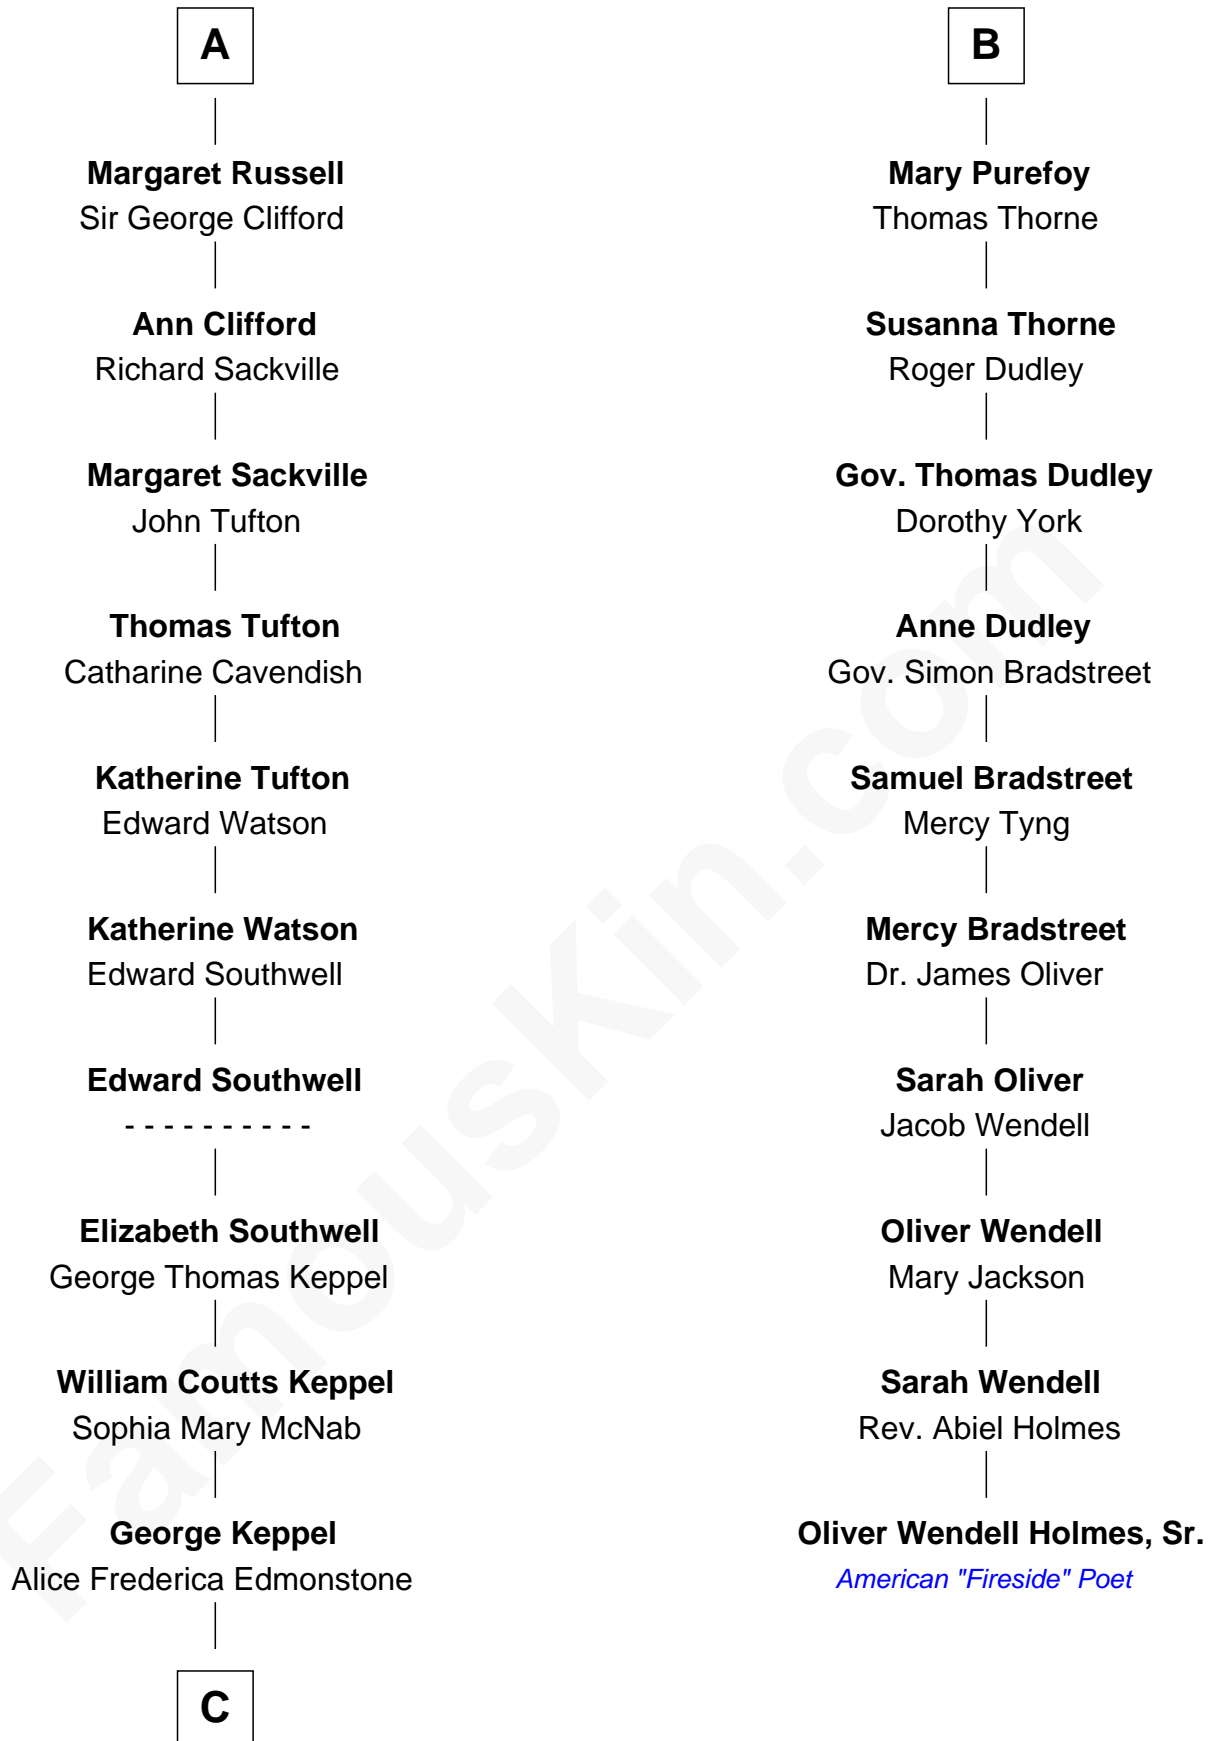 A
Margaret Russell
Sir George Clifford
Ann Clifford
Richard Sackville
Margaret Sackville
John Tufton
Thomas Tufton
Catharine Cavendish
Katherine Tufton
Edward Watson
Katherine Watson
Edward Southwell
Edward Southwell
- - - - - - - - - -
Elizabeth Southwell
George Thomas Keppel
William Coutts Keppel
Sophia Mary McNab
George Keppel
Alice Frederica Edmonstone
C
B
Mary Purefoy
Thomas Thorne
Susanna Thorne
Roger Dudley
Gov. Thomas Dudley
Dorothy York
Anne Dudley
Gov. Simon Bradstreet
Samuel Bradstreet
Mercy Tyng
Mercy Bradstreet
Dr. James Oliver
Sarah Oliver
Jacob Wendell
Oliver Wendell
Mary Jackson
Sarah Wendell
Rev. Abiel Holmes
Oliver Wendell Holmes, Sr.
American "Fireside" Poet
FamousKin.com